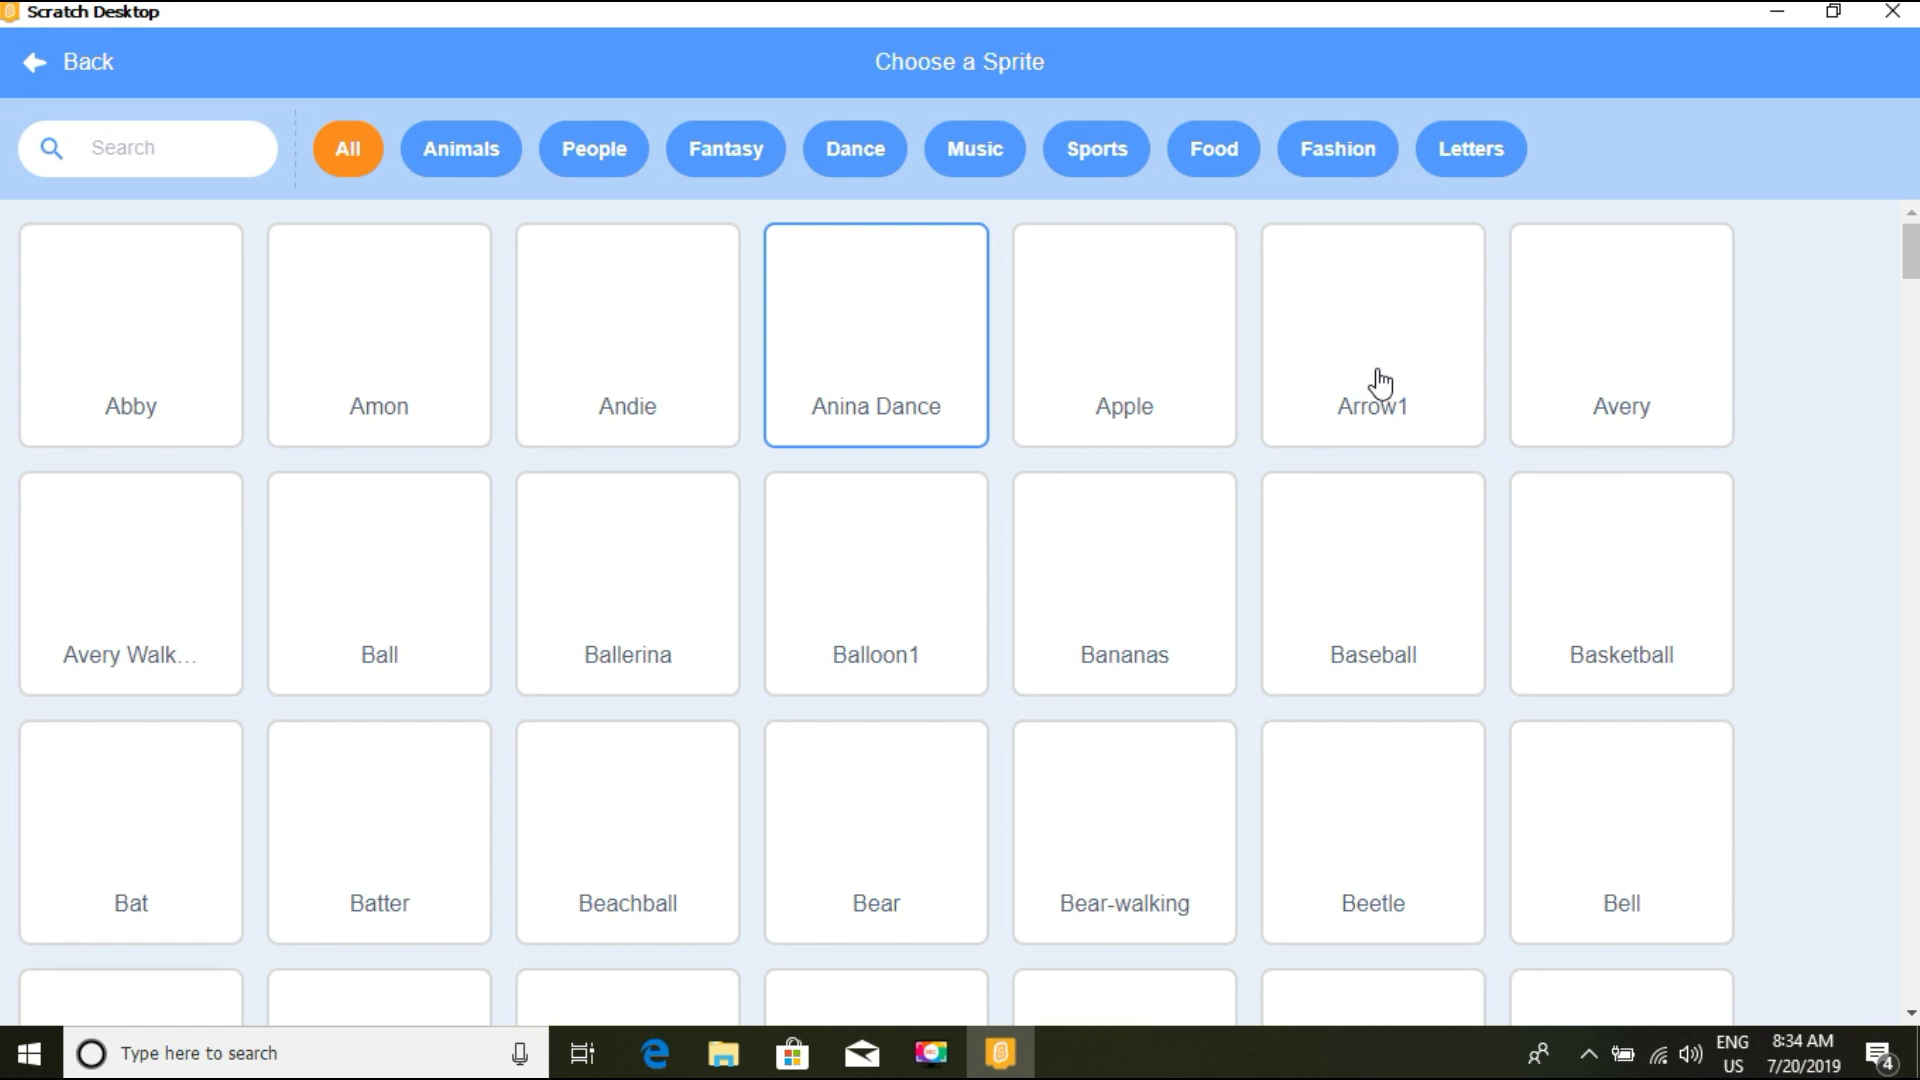 Scratch Desktop
Back
Choose a Sprite
Search
All
Animals
People
Fantasy
Dance
Music
Sports
Food
Fashion
Letters
Abby
Amon
Andie
Anina Dance
Apple
Arrow1
Avery
Avery Walk...
Ball
Ballerina
Balloon1
Bananas
Baseball
Basketball
Bat
Batter
Beachball
Bear
Bear-walking
Beetle
Bell
Type here to search
ENG
US
8:34 AM
7/20/2019
4